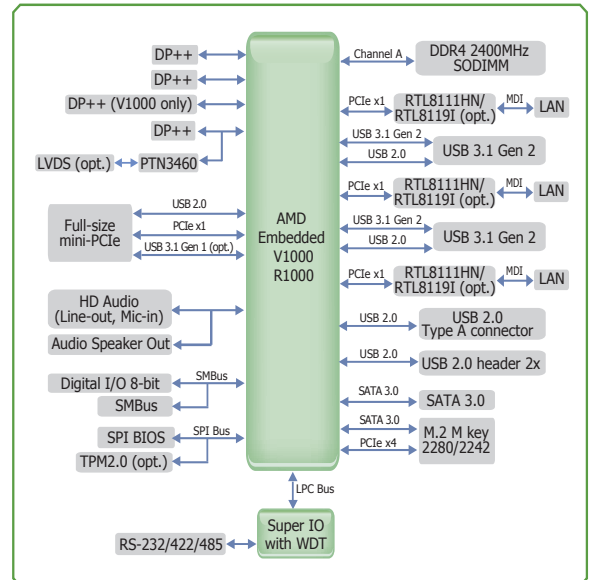 DP++
DP++
DP++ (V1000 only)
DP++
LVDS (opt.)
PTN3460
Full-size
mini-PCIe
USB 2.0
PCIe x1
USB 3.1 Gen 1 (opt.)
HD Audio
(Line-out, Mic-in)
Audio Speaker Out
Digital I/O 8-bit
SMBus
SMBus
SPI BIOS
SPI Bus
TPM2.0 (opt.)
AMD
Embedded
V1000
R1000
Channel A
DDR4 2400MHz
SODIMM
PCIe x1
RTL8111HN/
RTL8119I (opt.)
MDI
LAN
USB 3.1 Gen 2
USB 2.0
USB 3.1 Gen 2
PCIe x1
RTL8111HN/
RTL8119I (opt.)
MDI
LAN
USB 3.1 Gen 2
USB 2.0
USB 3.1 Gen 2
PCIe x1
RTL8111HN/
RTL8119I (opt.)
MDI
LAN
USB 2.0
USB 2.0
Type A connector
USB 2.0
USB 2.0 header 2x
SATA 3.0
SATA 3.0
SATA 3.0
PCIe x4
M.2 M key
2280/2242
LPC Bus
Super IO
with WDT
RS-232/422/485